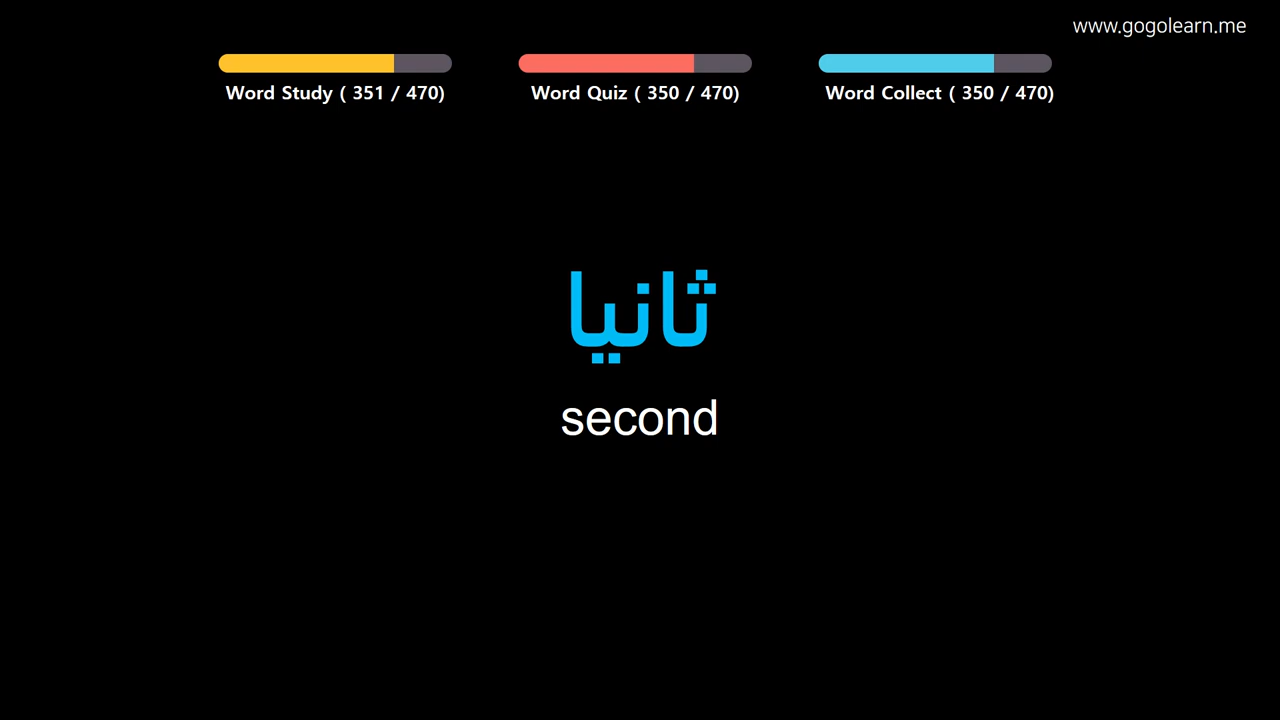 www.gogolearn.me
Word Study ( 351 / 470)
Word Quiz ( 350 / 470)
Word Collect ( 350 / 470)
ثانيا
second